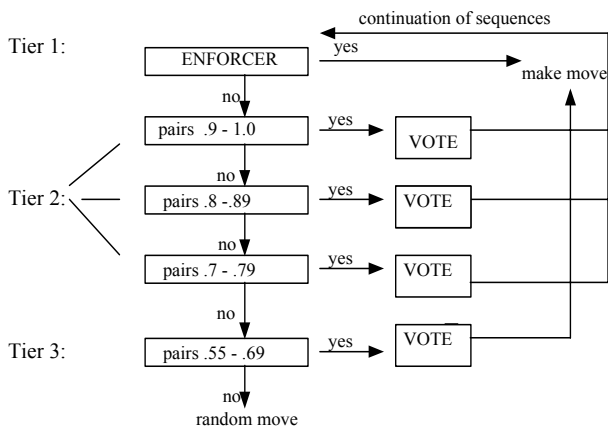 continuation of sequences
Tier 1:
ENFORCER
yes
make move
no
pairs .9 - 1.0
yes
VOTE
no
Tier 2:
pairs .8 -.89
yes
VOTE
no
pairs .7 - .79
yes
VOTE
no
Tier 3:
pairs .55 - .69
yes
VOTE
no
random move